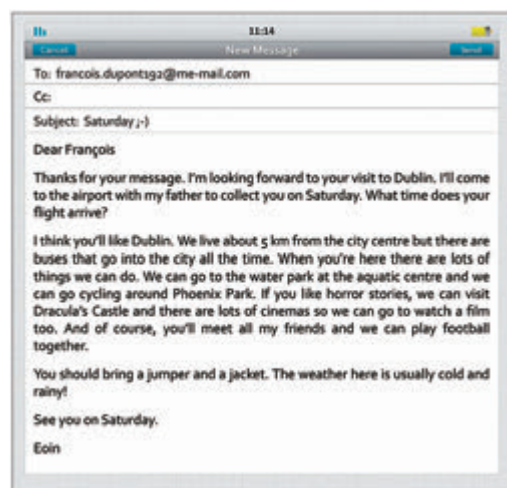 11:14
Cancel New Message Send
To: francois.dupont192@me-mail.com
Cc:
Subject: Saturday ;-)
Dear François
Thanks for your message. I'm looking forward to your visit to Dublin. I'll come
to the airport with my father to collect you on Saturday. What time does your
flight arrive?
I think you'll like Dublin. We live about 5 km from the city centre but there are
buses that go into the city all the time. When you're here there are lots of
things we can do. We can go to the water park at the aquatic centre and we
can go cycling around Phoenix Park. If you like horror stories, we can visit
Dracula's Castle and there are lots of cinemas so we can go to watch a film
too. And of course, you'll meet all my friends and we can play football
together.
You should bring a jumper and a jacket. The weather here is usually cold and
rainy!
See you on Saturday.
Eoin